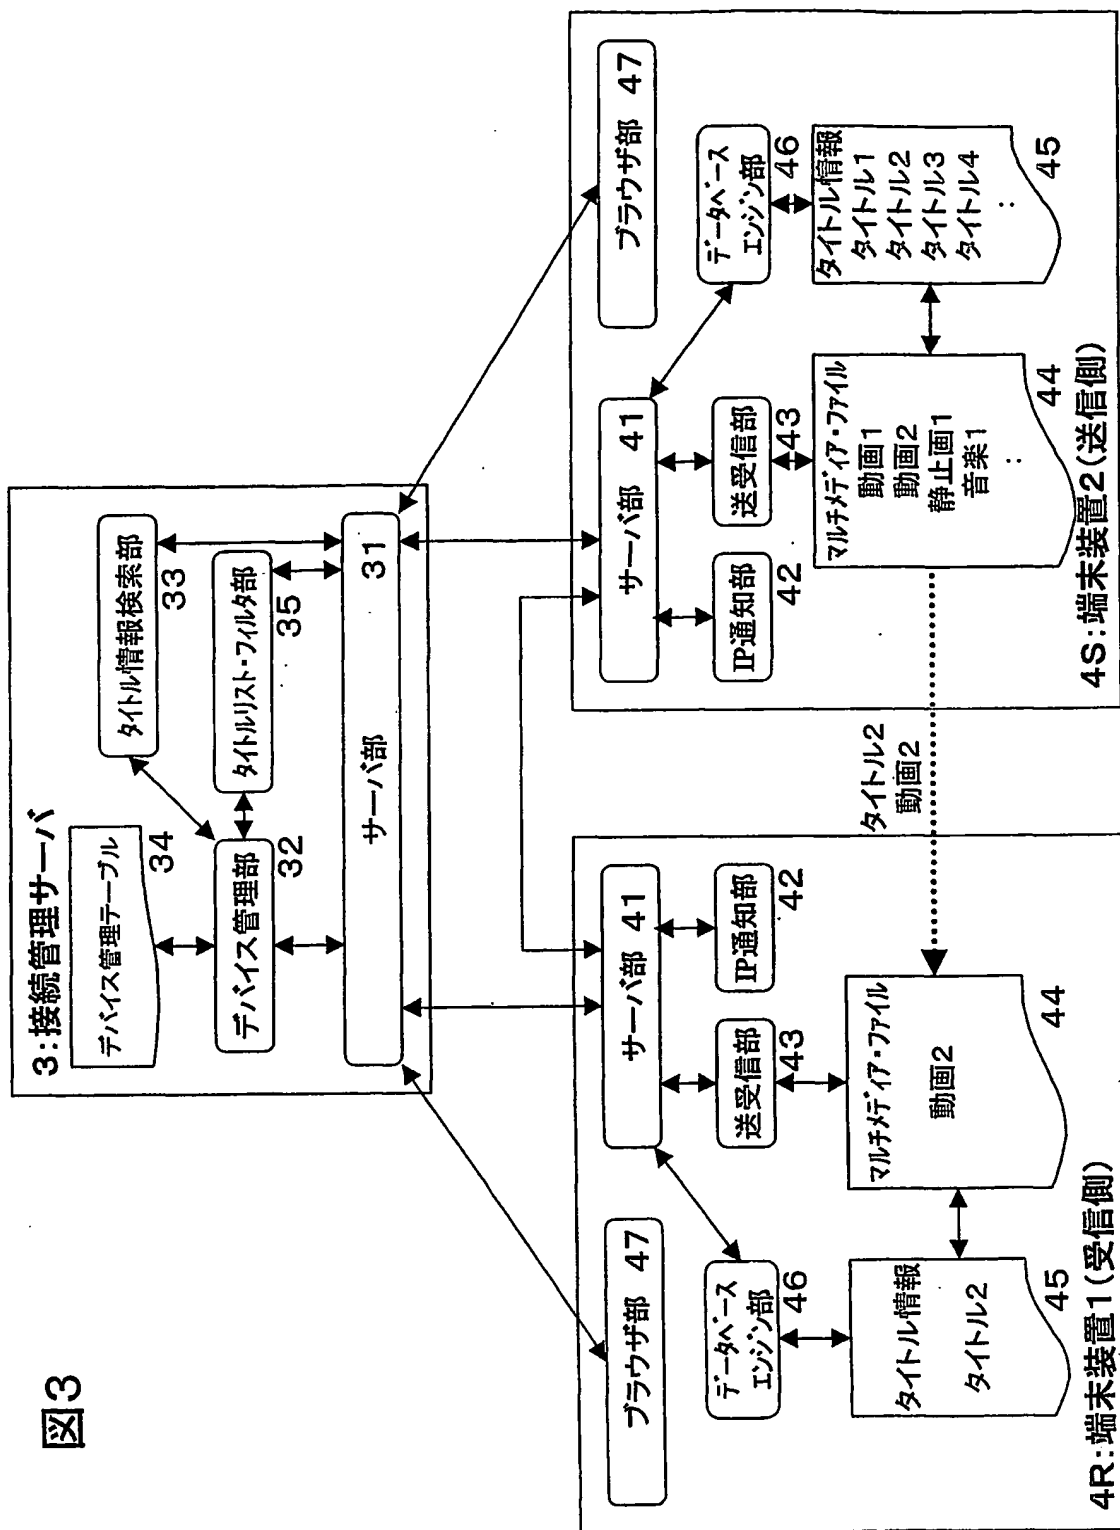 図3
3:接続管理サーバ
デバイス管理テーブル
34
タイトル情報検索部
33
デバイス管理部
32
タイトルリスト・フィルタ部
35
サーバ部 31
ブラウザ部 47
サーバ部 41
データベース
エンジン部
46
送受信部
43
IP通知部
42
タイトル情報
タイトル2
45
マルチメディア・ファイル
動画2
44
4R:端末装置1(受信側)
タイトル2
動画2
サーバ部 41
ブラウザ部 47
IP通知部
42
送受信部
43
データベース
エンジン部
46
マルチメディア・ファイル
動画1
動画2
静止画1
音楽1
:
44
タイトル情報
タイトル1
タイトル2
タイトル3
タイトル4
:
45
4S:端末装置2(送信側)